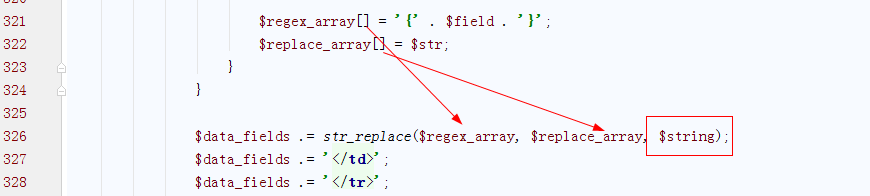 321 $regex_array[] = '{' . $field . '}';
322 $replace_array[] = $str;
323 }
324 }
325
326 $data_fields .= str_replace($regex_array, $replace_array, $string);
327 $data_fields .= '</td>';
328 $data_fields .= '</tr>';